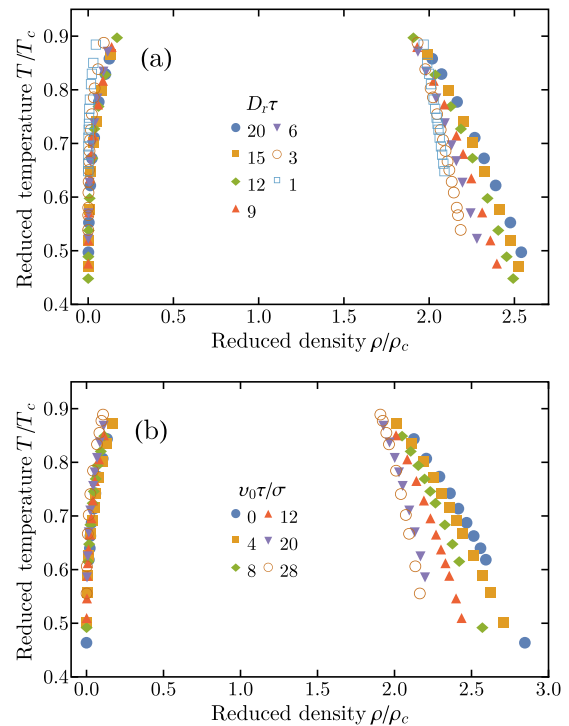 0.9
0.8
0.7
0.6
0.5
0.4
Reduced temperature T/T_c
(a)
D_rτ
20 6
15 3
12 1
9
0.0 0.5 1.0 1.5 2.0 2.5
Reduced density ρ/ρ_c
0.9
0.8
0.7
0.6
0.5
0.4
Reduced temperature T/T_c
(b)
υ_0τ/σ
0 12
4 20
8 28
0.0 0.5 1.0 1.5 2.0 2.5 3.0
Reduced density ρ/ρ_c